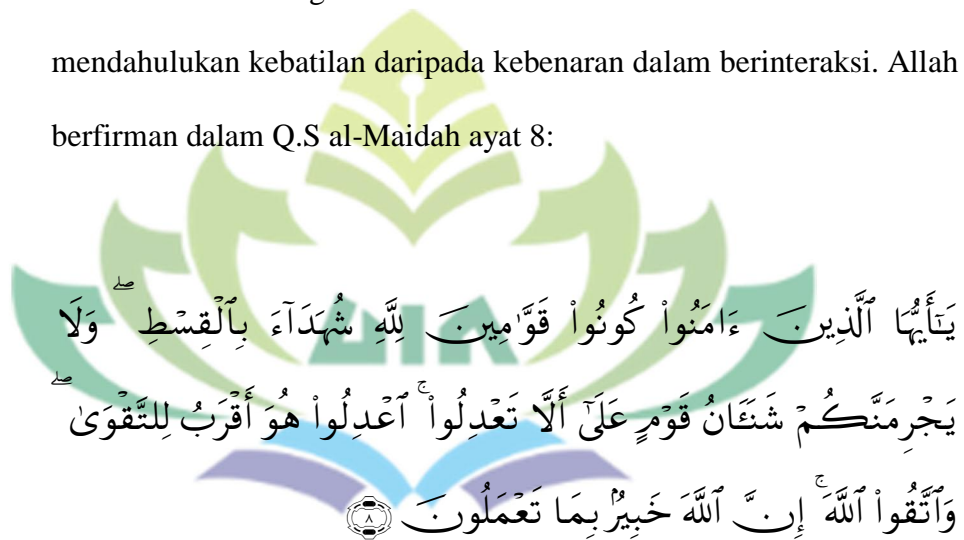 mendahulukan kebatilan daripada kebenaran dalam berinteraksi. Allah
berfirman dalam Q.S al-Maidah ayat 8:
يَـٰٓأَيُّهَا ٱلَّذِينَ ءَامَنُوا۟ كُونُوا۟ قَوَّٰمِينَ لِلَّهِ شُهَدَآءَ بِٱلْقِسْطِ ۖ وَلَا
يَجْرِمَنَّكُمْ شَنَـَٔانُ قَوْمٍ عَلَىٰٓ أَلَّا تَعْدِلُوا۟ ۚ ٱعْدِلُوا۟ هُوَ أَقْرَبُ لِلتَّقْوَىٰ ۖ
وَٱتَّقُوا۟ ٱللَّهَ ۚ إِنَّ ٱللَّهَ خَبِيرٌۢ بِمَا تَعْمَلُونَ ۝٨